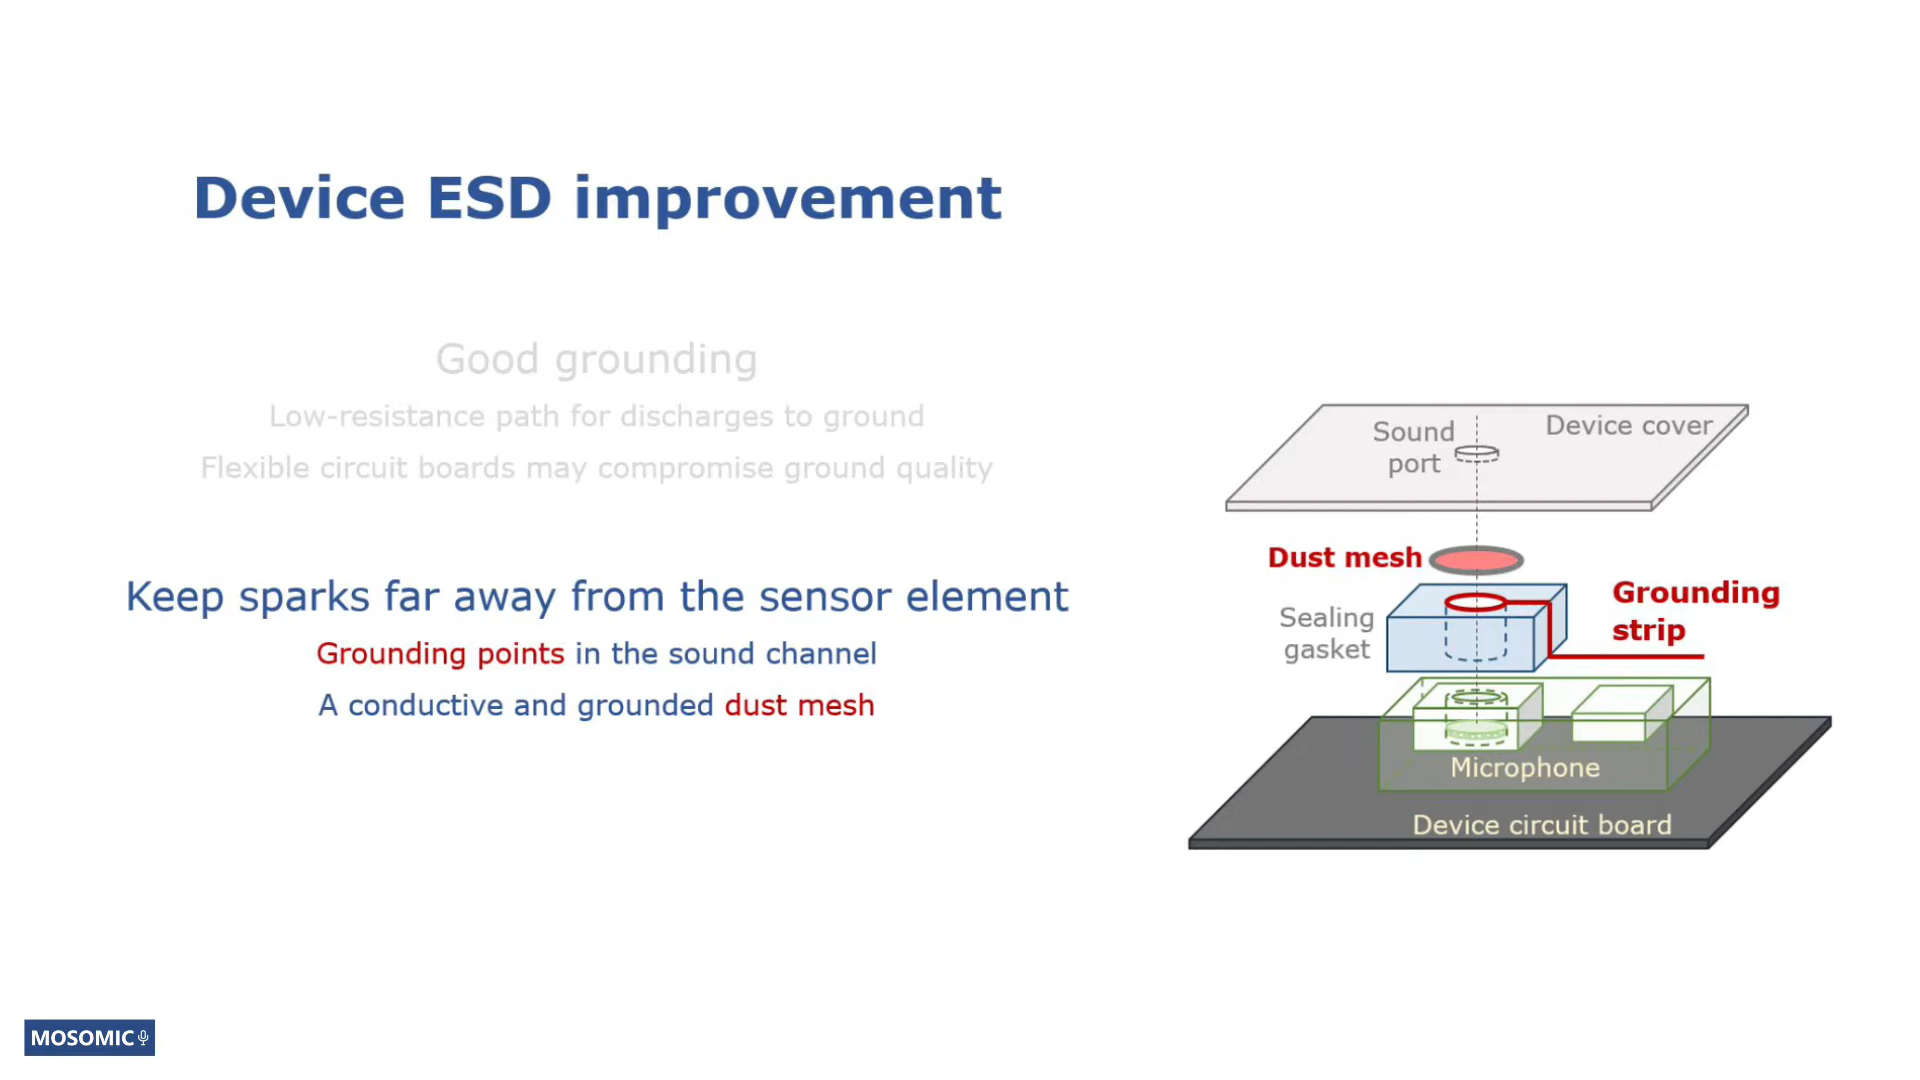 Device ESD improvement
Good grounding
Low-resistance path for discharges to ground
Flexible circuit boards may compromise ground quality
Keep sparks far away from the sensor element
Grounding points in the sound channel
A conductive and grounded dust mesh
Sound
port
Device cover
Dust mesh
Sealing
gasket
Grounding
strip
Microphone
Device circuit board
MOSOMIC